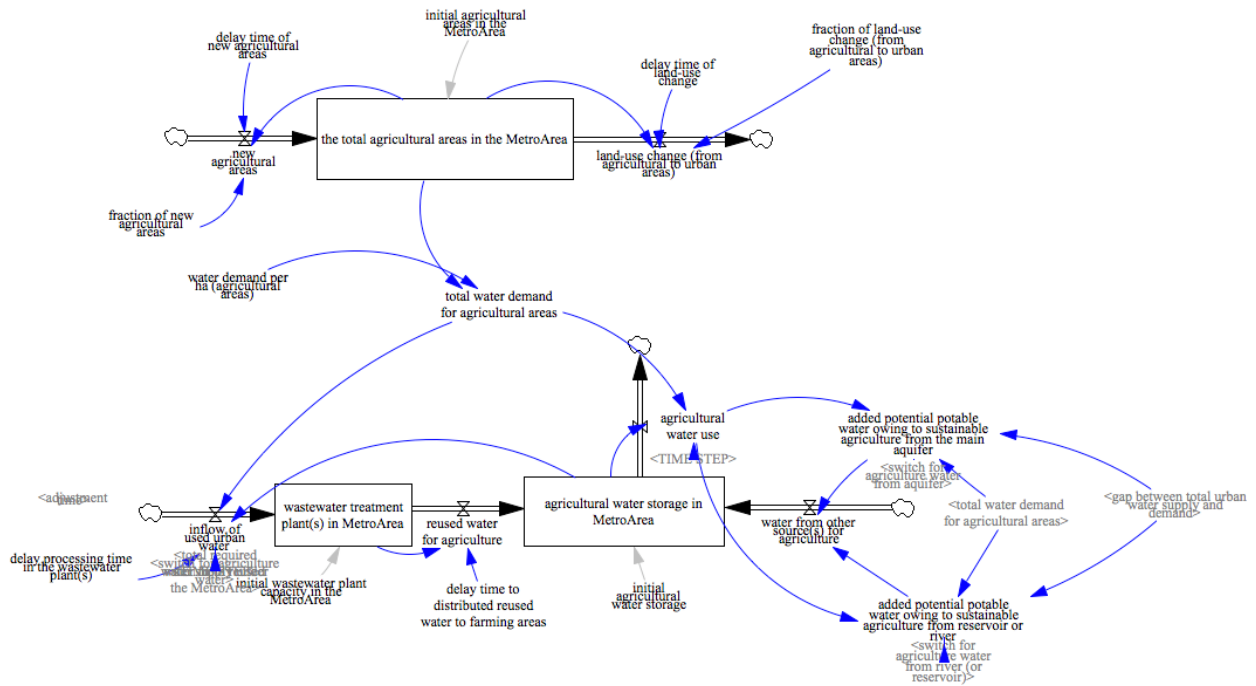 initial agricultural
areas in the
MetroArea
delay time of
new agricultural
areas
fraction of land-use
change (from
agricultural to urban
areas)
delay time of
land-use
change
the total agricultural areas in the MetroArea
new
agricultural
areas
land-use change (from
agricultural to urban
areas)
fraction of new
agricultural
areas
water demand per
ha (agricultural
areas)
total water demand
for agricultural areas
agricultural
water use
<TIME STEP>
added potential potable
water owing to sustainable
agriculture from the main
aquifer
<switch for
agriculture water
from aquifer>
<adjustment
time>
wastewater treatment
plant(s) in MetroArea
reused water
for agriculture
agricultural water storage in
MetroArea
water from other
source(s) for
agriculture
<total water demand
for agricultural areas>
<gap between total urban
water supply and
demand>
inflow of
used urban
water
delay processing time
in the wastewater
plant(s)
<total required
<switch for agriculture
water>
the MetroArea>
initial wastewater plant
capacity in the
MetroArea
delay time to
distributed reused
water to farming areas
initial
agricultural
water storage
added potential potable
water owing to sustainable
agriculture from reservoir or
river
<switch for
agriculture water
from river (or
reservoir)>